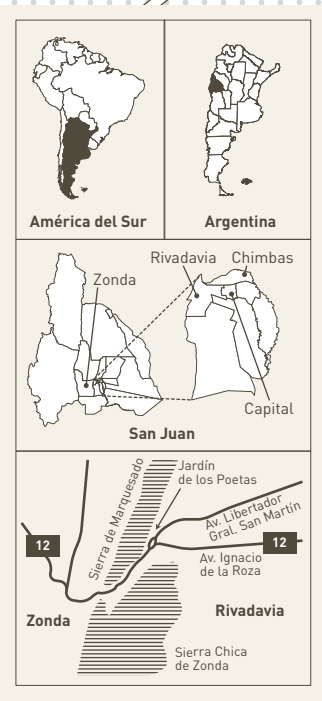 América del Sur
Argentina
Rivadavia
Chimbas
Zonda
Capital
San Juan
Jardín
de los Poetas
Sierra de Marquesado
Av. Libertador
Gral. San Martín
12
12
Av. Ignacio
de la Roza
Zonda
Rivadavia
Sierra Chica
de Zonda